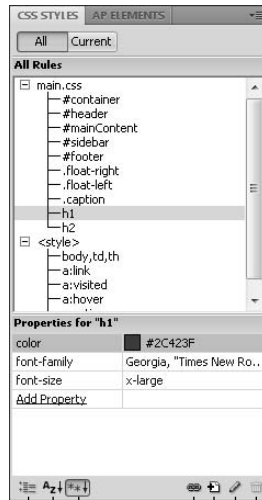 CSS STYLES AP ELEMENTS
All Current
All Rules
main.css
#container
#header
#mainContent
#sidebar
#footer
.float-right
.float-left
.caption
h1
h2
<style>
body,td,th
a:link
a:visited
a:hover
Properties for "h1"
color #2C423F
font-family Georgia, "Times New Ro..
font-size x-large
Add Property
AZ **